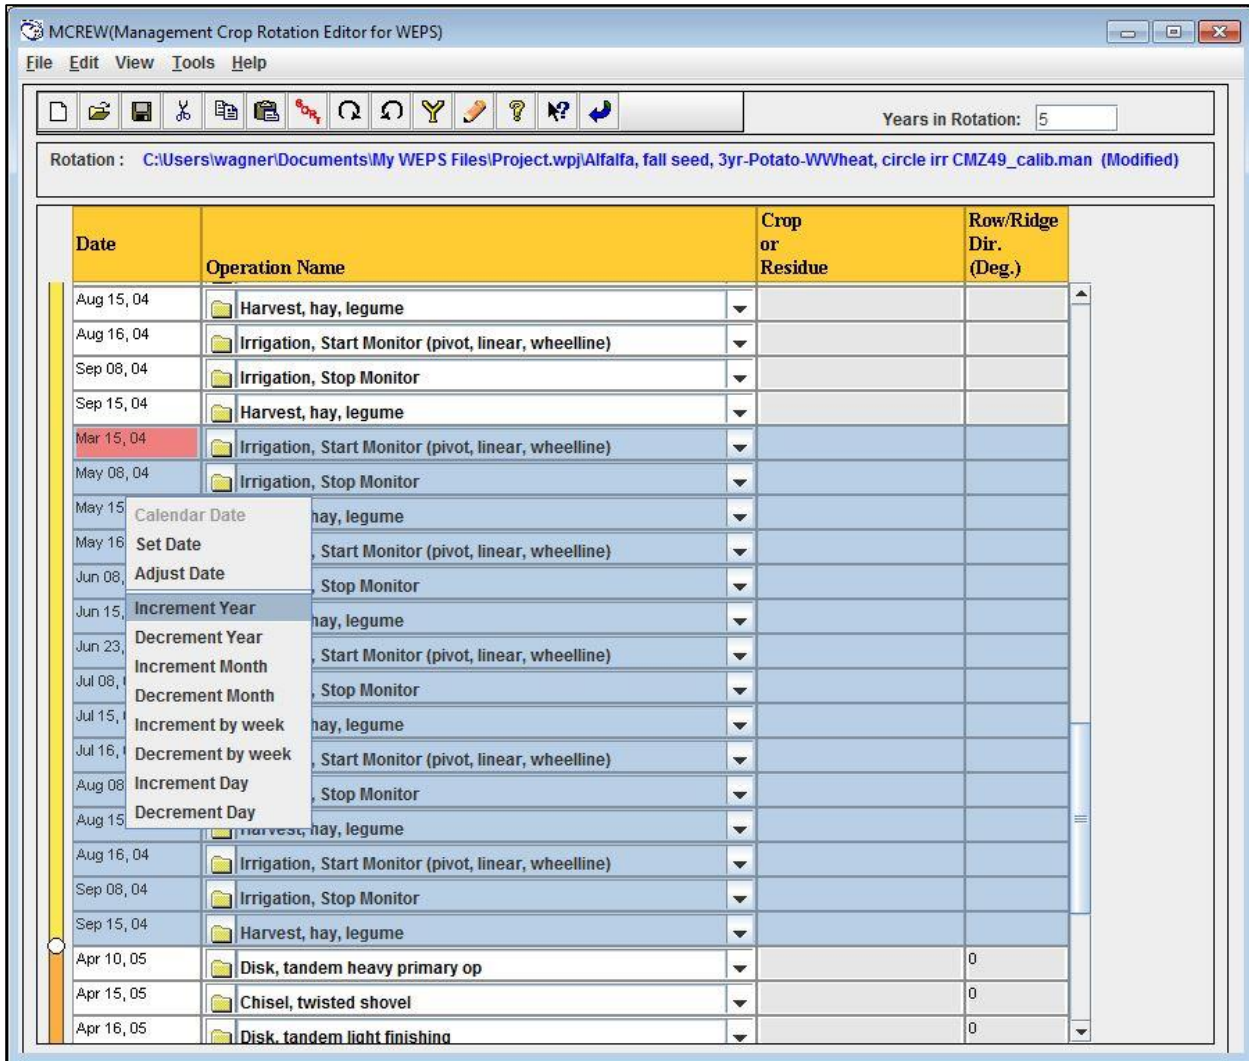 MCREW(Management Crop Rotation Editor for WEPS)
File Edit View Tools Help
SORT
Years in Rotation: 5
Rotation : C:\Users\wagner\Documents\My WEPS Files\Project.wpj\Alfalfa, fall seed, 3yr-Potato-WWheat, circle irr CMZ49_calib.man (Modified)
Date Operation Name Crop or Residue Row/Ridge Dir. (Deg.)
Aug 15, 04 Harvest, hay, legume
Aug 16, 04 Irrigation, Start Monitor (pivot, linear, wheelline)
Sep 08, 04 Irrigation, Stop Monitor
Sep 15, 04 Harvest, hay, legume
Mar 15, 04 Irrigation, Start Monitor (pivot, linear, wheelline)
May 08, 04 Irrigation, Stop Monitor
May 15 hay, legume
May 16 , Start Monitor (pivot, linear, wheelline)
Jun 08, , Stop Monitor
Jun 15, hay, legume
Jun 23, , Start Monitor (pivot, linear, wheelline)
Jul 08, , Stop Monitor
Jul 15, hay, legume
Jul 16, , Start Monitor (pivot, linear, wheelline)
Aug 08 , Stop Monitor
Aug 15 Harvest, hay, legume
Calendar Date
Set Date
Adjust Date
Increment Year
Decrement Year
Increment Month
Decrement Month
Increment by week
Decrement by week
Increment Day
Decrement Day
Aug 16, 04 Irrigation, Start Monitor (pivot, linear, wheelline)
Sep 08, 04 Irrigation, Stop Monitor
Sep 15, 04 Harvest, hay, legume
Apr 10, 05 Disk, tandem heavy primary op 0
Apr 15, 05 Chisel, twisted shovel 0
Apr 16, 05 Disk, tandem light finishing 0